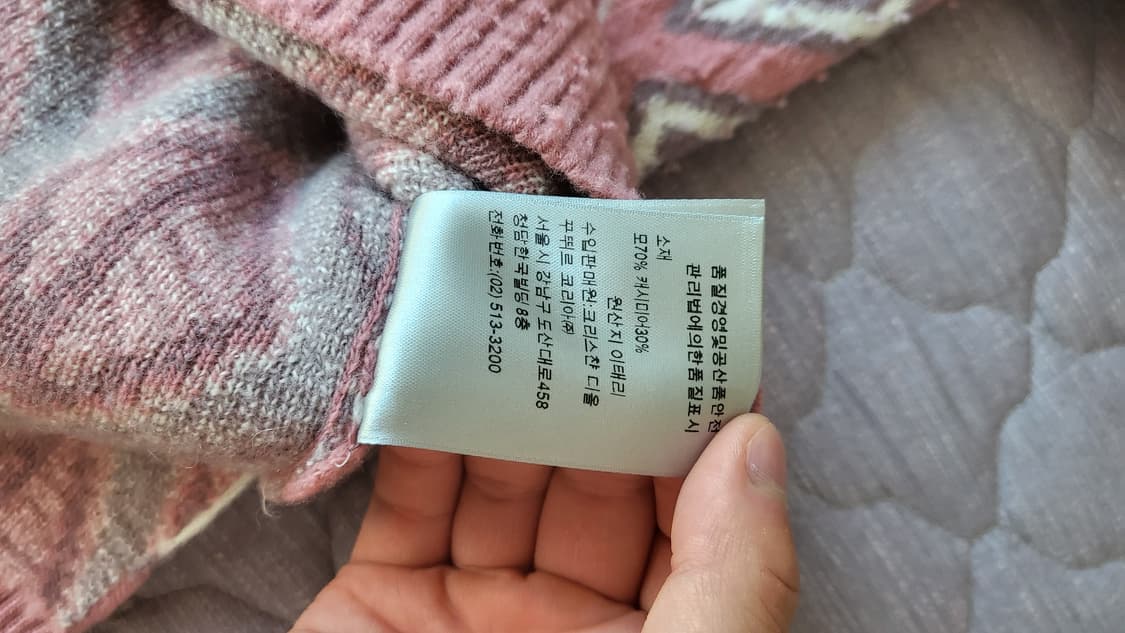 품질경영및공산품안전
관리법에의한품질표시
소재
모70% 캐시미어30%
원산지 이태리
수입판매원:크리스챤 디올
꾸뛰르 코리아㈜
서울시 강남구 도산대로458
청담한국빌딩8층
전화번호:(02) 513-3200